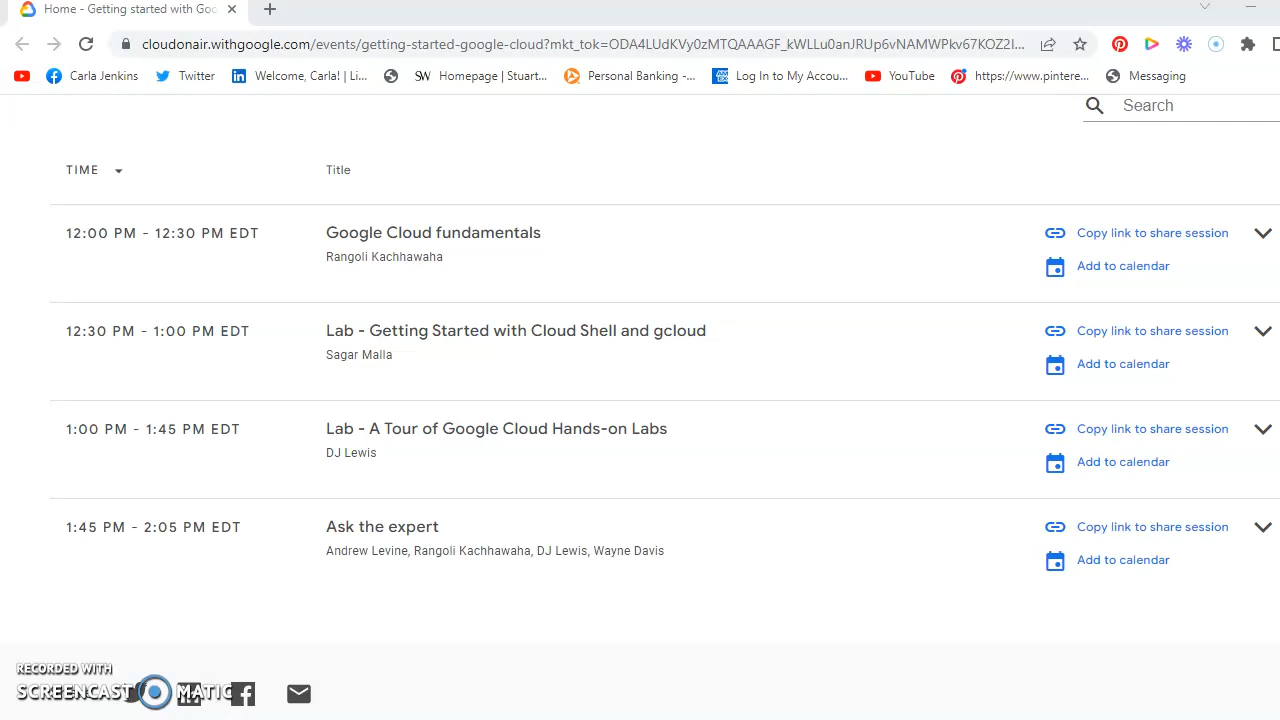 Home - Getting started with Goo
cloudonair.withgoogle.com/events/getting-started-google-cloud?mkt_tok=ODA4LUdKVy0zMTQAAAGF_kWLLu0anJRUp6vNAMWPkv67KOZ2I...
Carla Jenkins Twitter Welcome, Carla! | Li... Homepage | Stuart... Personal Banking -... Log In to My Accou... YouTube https://www.pintere... Messaging
Search
TIME Title
12:00 PM - 12:30 PM EDT Google Cloud fundamentals Copy link to share session
Rangoli Kachhawaha
Add to calendar
12:30 PM - 1:00 PM EDT Lab - Getting Started with Cloud Shell and gcloud Copy link to share session
Sagar Malla
Add to calendar
1:00 PM - 1:45 PM EDT Lab - A Tour of Google Cloud Hands-on Labs Copy link to share session
DJ Lewis
Add to calendar
1:45 PM - 2:05 PM EDT Ask the expert Copy link to share session
Andrew Levine, Rangoli Kachhawaha, DJ Lewis, Wayne Davis
Add to calendar
RECORDED WITH
SCREENCAST MATIC